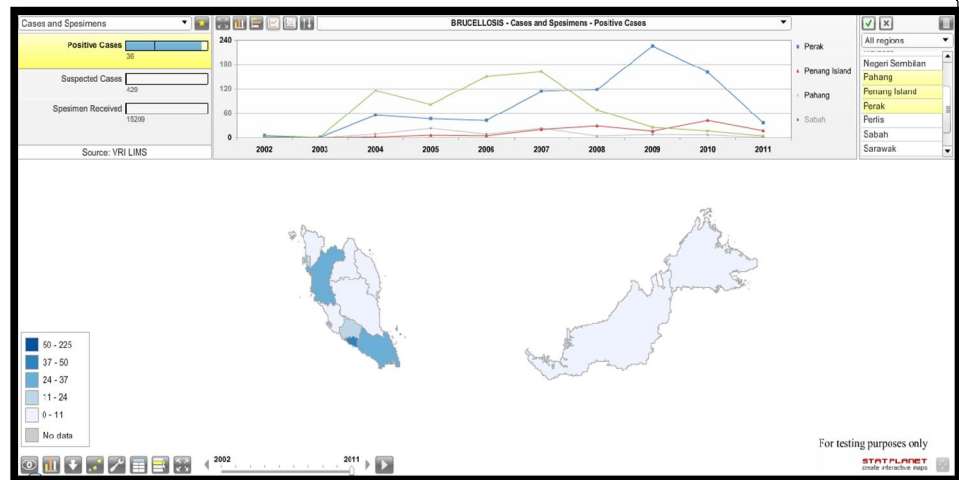 Cases and Spesimens
Positive Cases
36
Suspected Cases
429
Spesimen Received
15209
Source: VRI LIMS
BRUCELLOSIS - Cases and Spesimens - Positive Cases
240
180
120
60
0
2002 2003 2004 2005 2006 2007 2008 2009 2010 2011
Perak
Penang Island
Pahang
Sabah
All regions
Negeri Sembilan
Pahang
Penang Island
Perak
Perlis
Sabah
Sarawak
50 - 225
37 - 50
24 - 37
11 - 24
0 - 11
No data
2002 2011
For testing purposes only
STATPLANET
create interactive maps